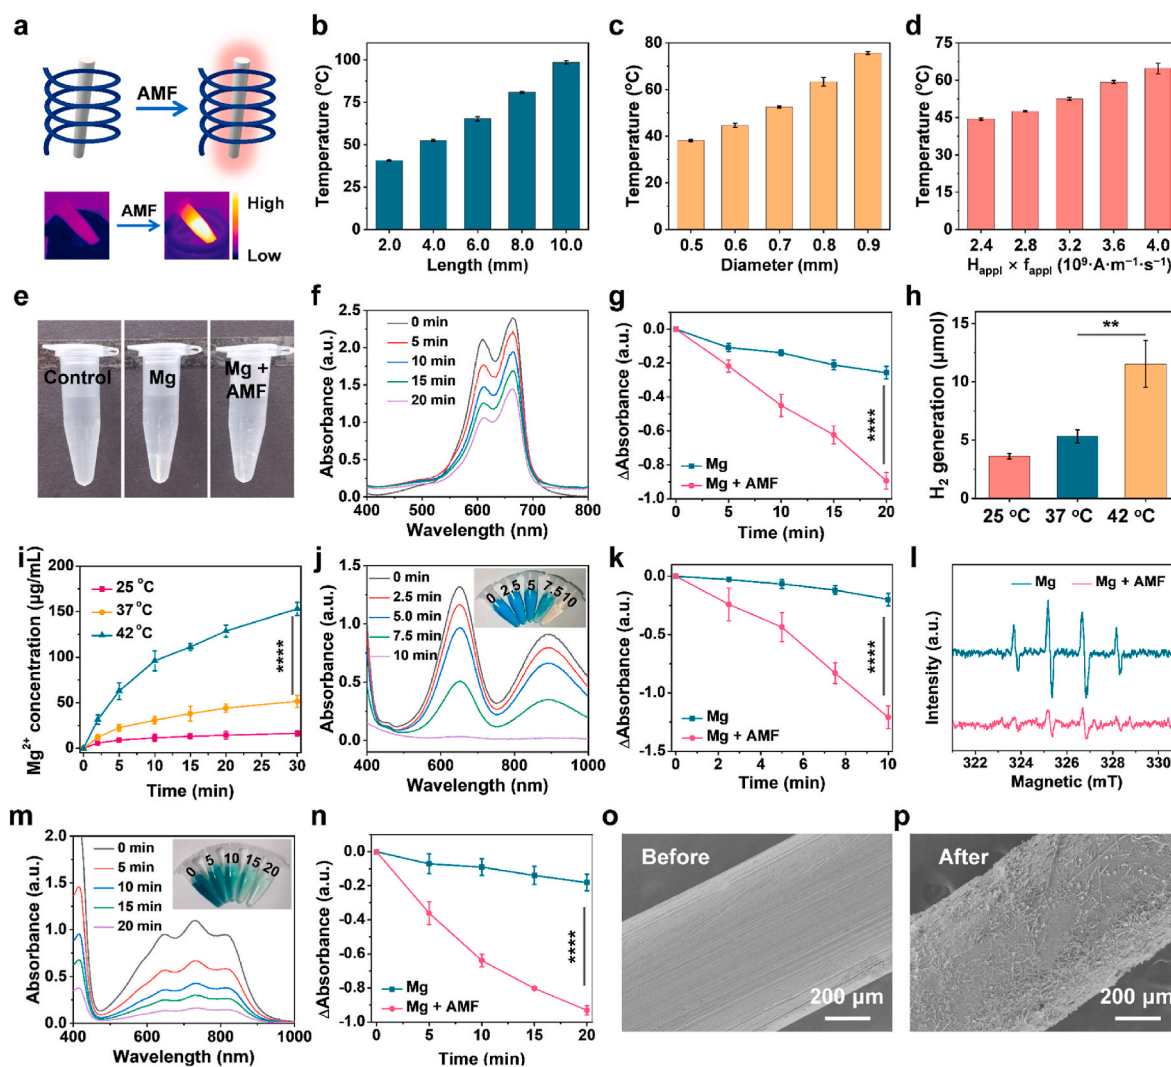 a
AMF
AMF
High
Low
b
Temperature (°C)
100
75
50
25
0
2.0 4.0 6.0 8.0 10.0
Length (mm)
c
Temperature (°C)
80
60
40
20
0
0.5 0.6 0.7 0.8 0.9
Diameter (mm)
d
Temperature (°C)
75
60
45
30
15
0
2.4 2.8 3.2 3.6 4.0
Happl × fappl (10⁹·A·m⁻¹·s⁻¹)
e
Control
Mg
Mg +
AMF
f
Absorbance (a.u.)
2.5
2.0
1.5
1.0
0.5
0.0
0 min
5 min
10 min
15 min
20 min
400 500 600 700 800
Wavelength (nm)
g
ΔAbsorbance (a.u.)
-0.0
-0.2
-0.4
-0.6
-0.8
-1.0
Mg
Mg + AMF
****
0 5 10 15 20
Time (min)
h
H₂ generation (μmol)
15
10
5
0
**
25 °C 37 °C 42 °C
i
Mg²⁺ concentration (μg/mL)
200
150
100
50
0
25 °C
37 °C
42 °C
****
0 5 10 15 20 25 30
Time (min)
j
Absorbance (a.u.)
1.5
1.0
0.5
0.0
0 min
2.5 min
5.0 min
7.5 min
10 min
0 2.5 5 7.5 10
400 600 800 1000
Wavelength (nm)
k
ΔAbsorbance (a.u.)
0.0
-0.5
-1.0
-1.5
Mg
Mg + AMF
****
0 2 4 6 8 10
Time (min)
l
Mg
Mg + AMF
Intensity (a.u.)
322 324 326 328 330
Magnetic (mT)
m
Absorbance (a.u.)
2.0
1.5
1.0
0.5
0.0
0 min
5 min
10 min
15 min
20 min
0 5 10 15 20
400 600 800 1000
Wavelength (nm)
n
ΔAbsorbance (a.u.)
0.0
-0.2
-0.4
-0.6
-0.8
-1.0
Mg
Mg + AMF
****
0 5 10 15 20
Time (min)
o
Before
200 μm
p
After
200 μm